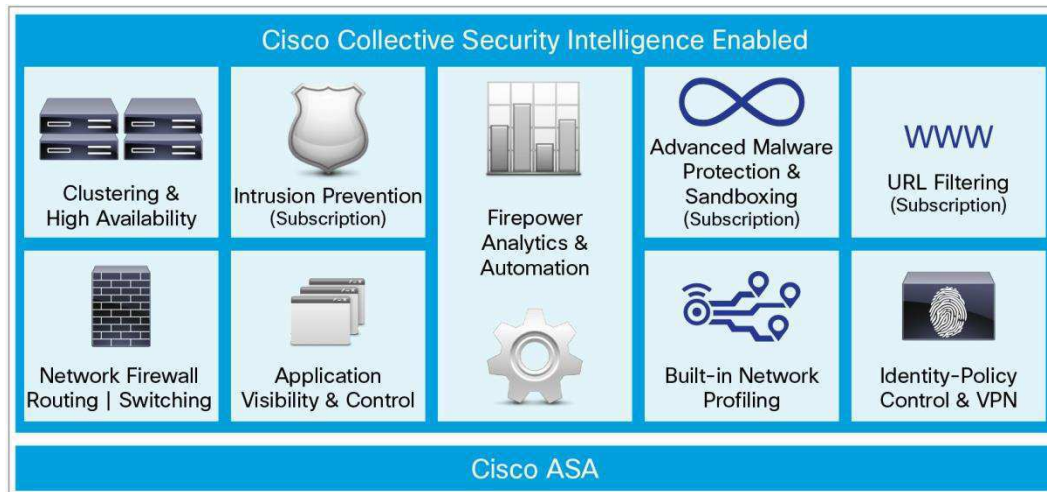 Cisco Collective Security Intelligence Enabled
Clustering &
High Availability
Intrusion Prevention
(Subscription)
Firepower
Analytics &
Automation
Advanced Malware
Protection &
Sandboxing
(Subscription)
WWW
URL Filtering
(Subscription)
Network Firewall
Routing | Switching
Application
Visibility & Control
Built-in Network
Profiling
Identity-Policy
Control & VPN
Cisco ASA